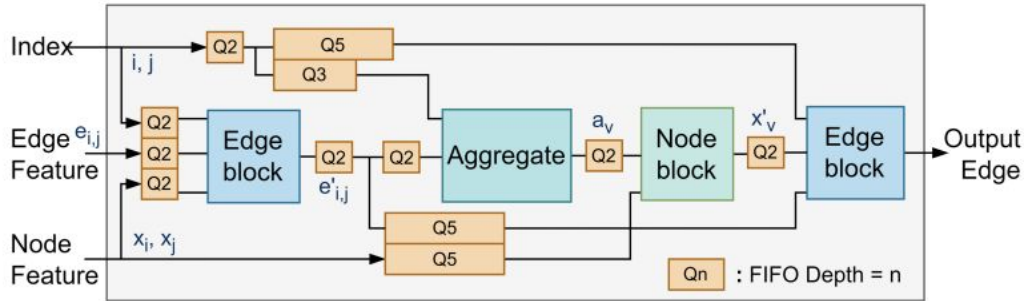 Index
i, j
Q2
Q5
Q3
Edge
Feature
e_{i,j}
Q2
Q2
Q2
Edge
block
Q2
e'_{i,j}
Q2
Aggregate
a_v
Q2
Node
block
x'_v
Q2
Edge
block
Output
Edge
Node
Feature
x_i, x_j
Q5
Q5
Qn : FIFO Depth = n